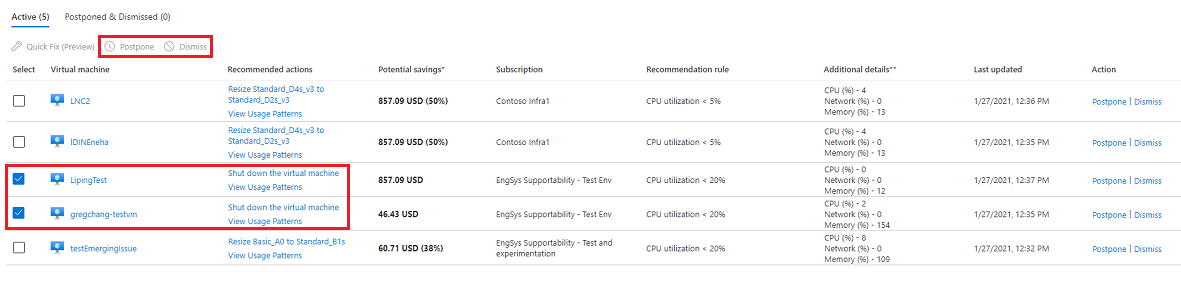 Active (5) Postponed & Dismissed (0)
Quick Fix (Preview) Postpone Dismiss
Select Virtual machine Recommended actions Potential savings* Subscription Recommendation rule Additional details** Last updated Action
LNC2 Resize Standard_D4s_v3 to Standard_D2s_v3 View Usage Patterns 857.09 USD (50%) Contoso Infra1 CPU utilization < 5% CPU (%) - 4 Network (%) - 0 Memory (%) - 13 1/27/2021, 12:36 PM Postpone | Dismiss
IDINEneha Resize Standard_D4s_v3 to Standard_D2s_v3 View Usage Patterns 857.09 USD (50%) Contoso Infra1 CPU utilization < 5% CPU (%) - 4 Network (%) - 0 Memory (%) - 13 1/27/2021, 12:35 PM Postpone | Dismiss
LipingTest Shut down the virtual machine View Usage Patterns 857.09 USD EngSys Supportability - Test Env CPU utilization < 20% CPU (%) - 0 Network (%) - 0 Memory (%) - 12 1/27/2021, 12:37 PM Postpone | Dismiss
gregchang-testvm Shut down the virtual machine View Usage Patterns 46.43 USD EngSys Supportability - Test Env CPU utilization < 20% CPU (%) - 2 Network (%) - 0 Memory (%) - 154 1/27/2021, 12:35 PM Postpone | Dismiss
testEmergingIssue Resize Basic_A0 to Standard_B1s View Usage Patterns 60.71 USD (38%) EngSys Supportability - Test and experimentation CPU utilization < 20% CPU (%) - 8 Network (%) - 0 Memory (%) - 109 1/27/2021, 12:32 PM Postpone | Dismiss